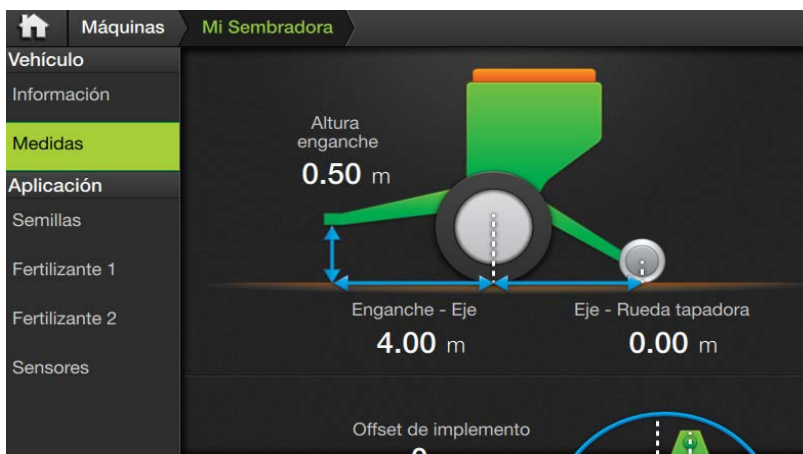 Máquinas
Mi Sembradora
Vehículo
Información
Medidas
Aplicación
Semillas
Fertilizante 1
Fertilizante 2
Sensores
Altura
enganche
0.50 m
Enganche - Eje
4.00 m
Eje - Rueda tapadora
0.00 m
Offset de implemento